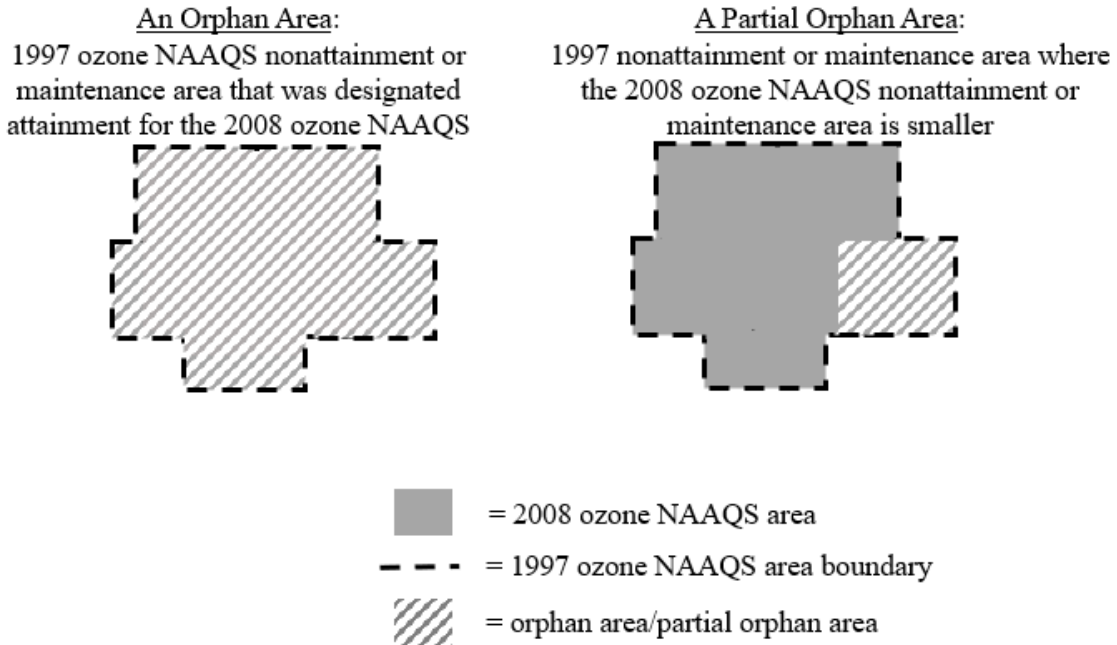 An Orphan Area:
1997 ozone NAAQS nonattainment or
maintenance area that was designated
attainment for the 2008 ozone NAAQS
A Partial Orphan Area:
1997 nonattainment or maintenance area where
the 2008 ozone NAAQS nonattainment or
maintenance area is smaller
= 2008 ozone NAAQS area
= 1997 ozone NAAQS area boundary
= orphan area/partial orphan area